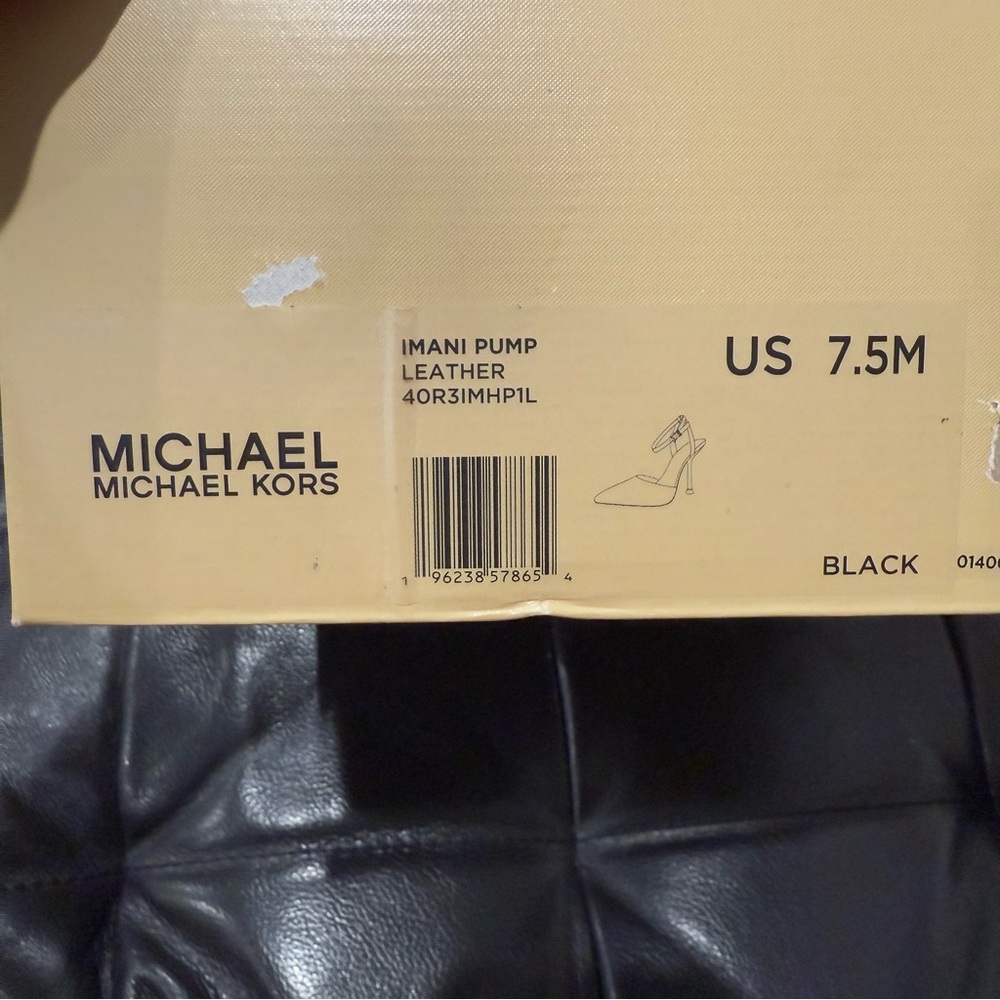 IMANI PUMP
LEATHER
40R3IMHP1L
US 7.5M
MICHAEL
MICHAEL KORS
1 96238 57865 4
BLACK